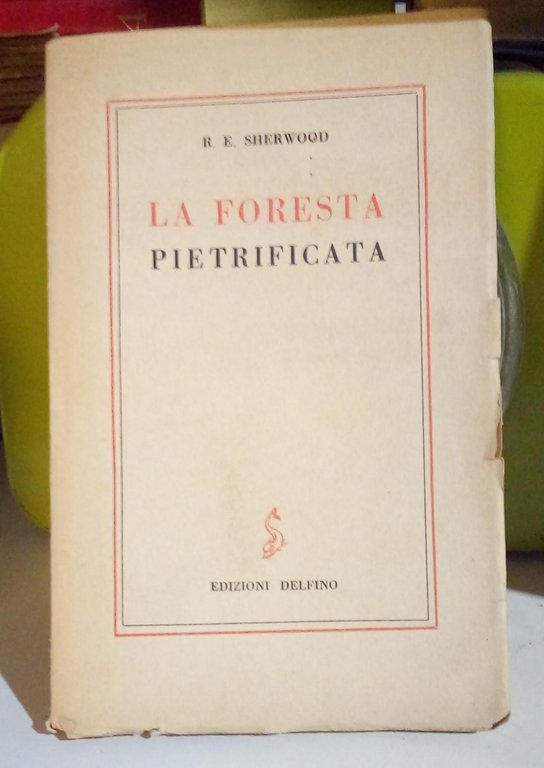 R. E. SHERWOOD
LA FORESTA
PIETRIFICATA
EDIZIONI DELFINO